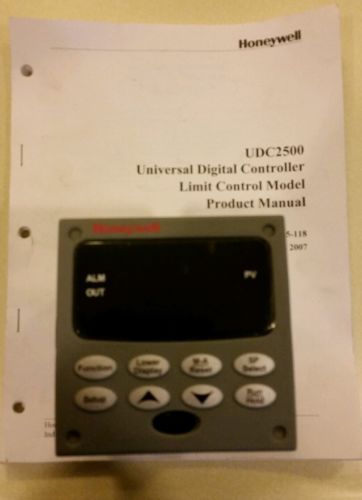 Honeywell
UDC2500
Universal Digital Controller
Limit Control Model
Product Manual
5-118
2007
Honeywell
ALM
PV
OUT
Function
Lower
Display
M-A
Reset
SP
Select
Setup
Run
Hold